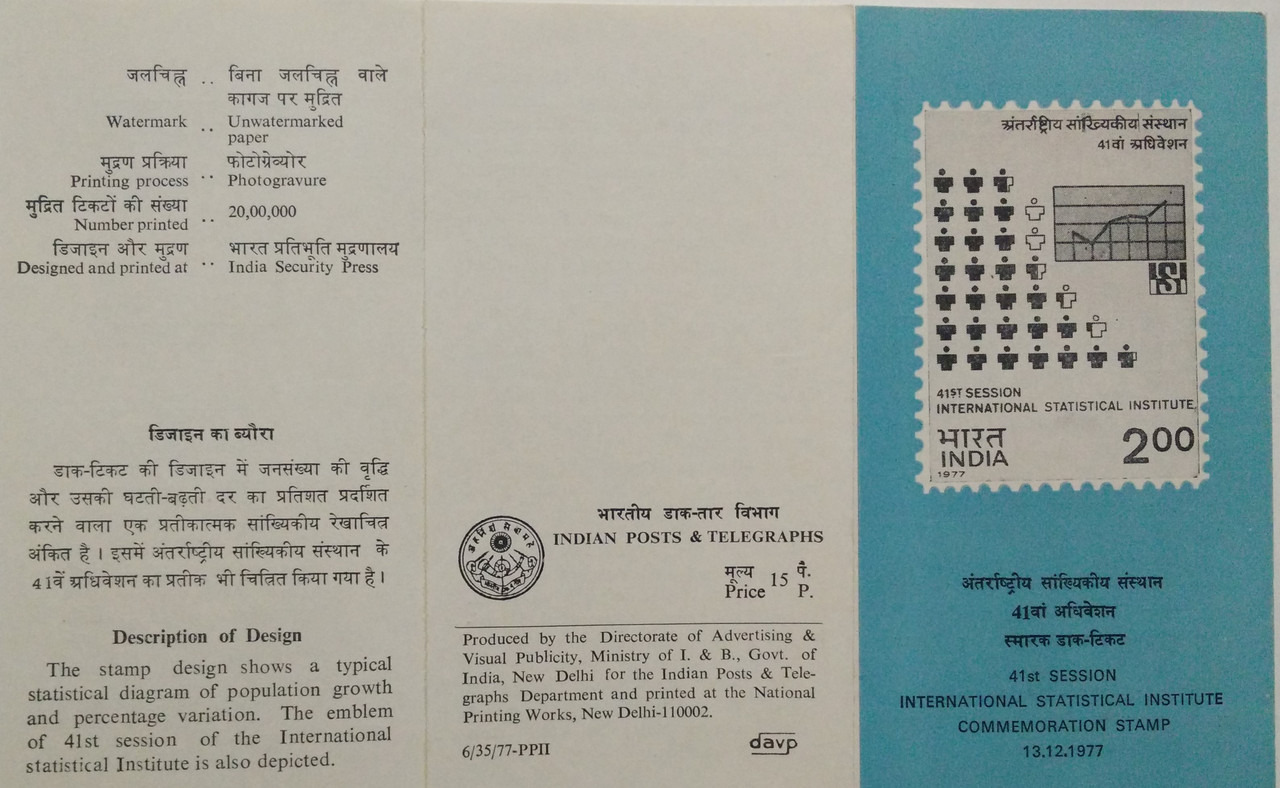 जलचिह्न .. बिना जलचिह्न वाले
कागज पर मुद्रित
Watermark .. Unwatermarked
paper
मुद्रण प्रक्रिया फोटोग्रेव्योर
Printing process .. Photogravure
मुद्रित टिकटों की संख्या
20,00,000
Number printed ..
डिजाइन और मुद्रण भारत प्रतिभूति मुद्रणालय
Designed and printed at .. India Security Press
डिजाइन का ब्यौरा
डाक-टिकट की डिजाइन में जनसंख्या की वृद्धि
और उसकी घटती-बढ़ती दर का प्रतिशत प्रदर्शित
करने वाला एक प्रतीकात्मक सांख्यिकीय रेखाचित्र
अंकित है। इसमें अंतर्राष्ट्रीय सांख्यिकीय संस्थान के
41वें अधिवेशन का प्रतीक भी चित्रित किया गया है।
Description of Design
The stamp design shows a typical
statistical diagram of population growth
and percentage variation. The emblem
of 41st session of the International
statistical Institute is also depicted.
भारतीय डाक-तार विभाग
INDIAN POSTS & TELEGRAPHS
मूल्य 15 पै.
Price P.
Produced by the Directorate of Advertising &
Visual Publicity, Ministry of I. & B., Govt. of
India, New Delhi for the Indian Posts & Tele-
graphs Department and printed at the National
Printing Works, New Delhi-110002.
6/35/77-PPII
davp
अंतर्राष्ट्रीय सांख्यिकीय संस्थान
41वां अधिवेशन
ISI
41ST SESSION
INTERNATIONAL STATISTICAL INSTITUTE
भारत
INDIA
200
1977
अंतर्राष्ट्रीय सांख्यिकीय संस्थान
41वां अधिवेशन
स्मारक डाक-टिकट
41st SESSION
INTERNATIONAL STATISTICAL INSTITUTE
COMMEMORATION STAMP
13.12.1977